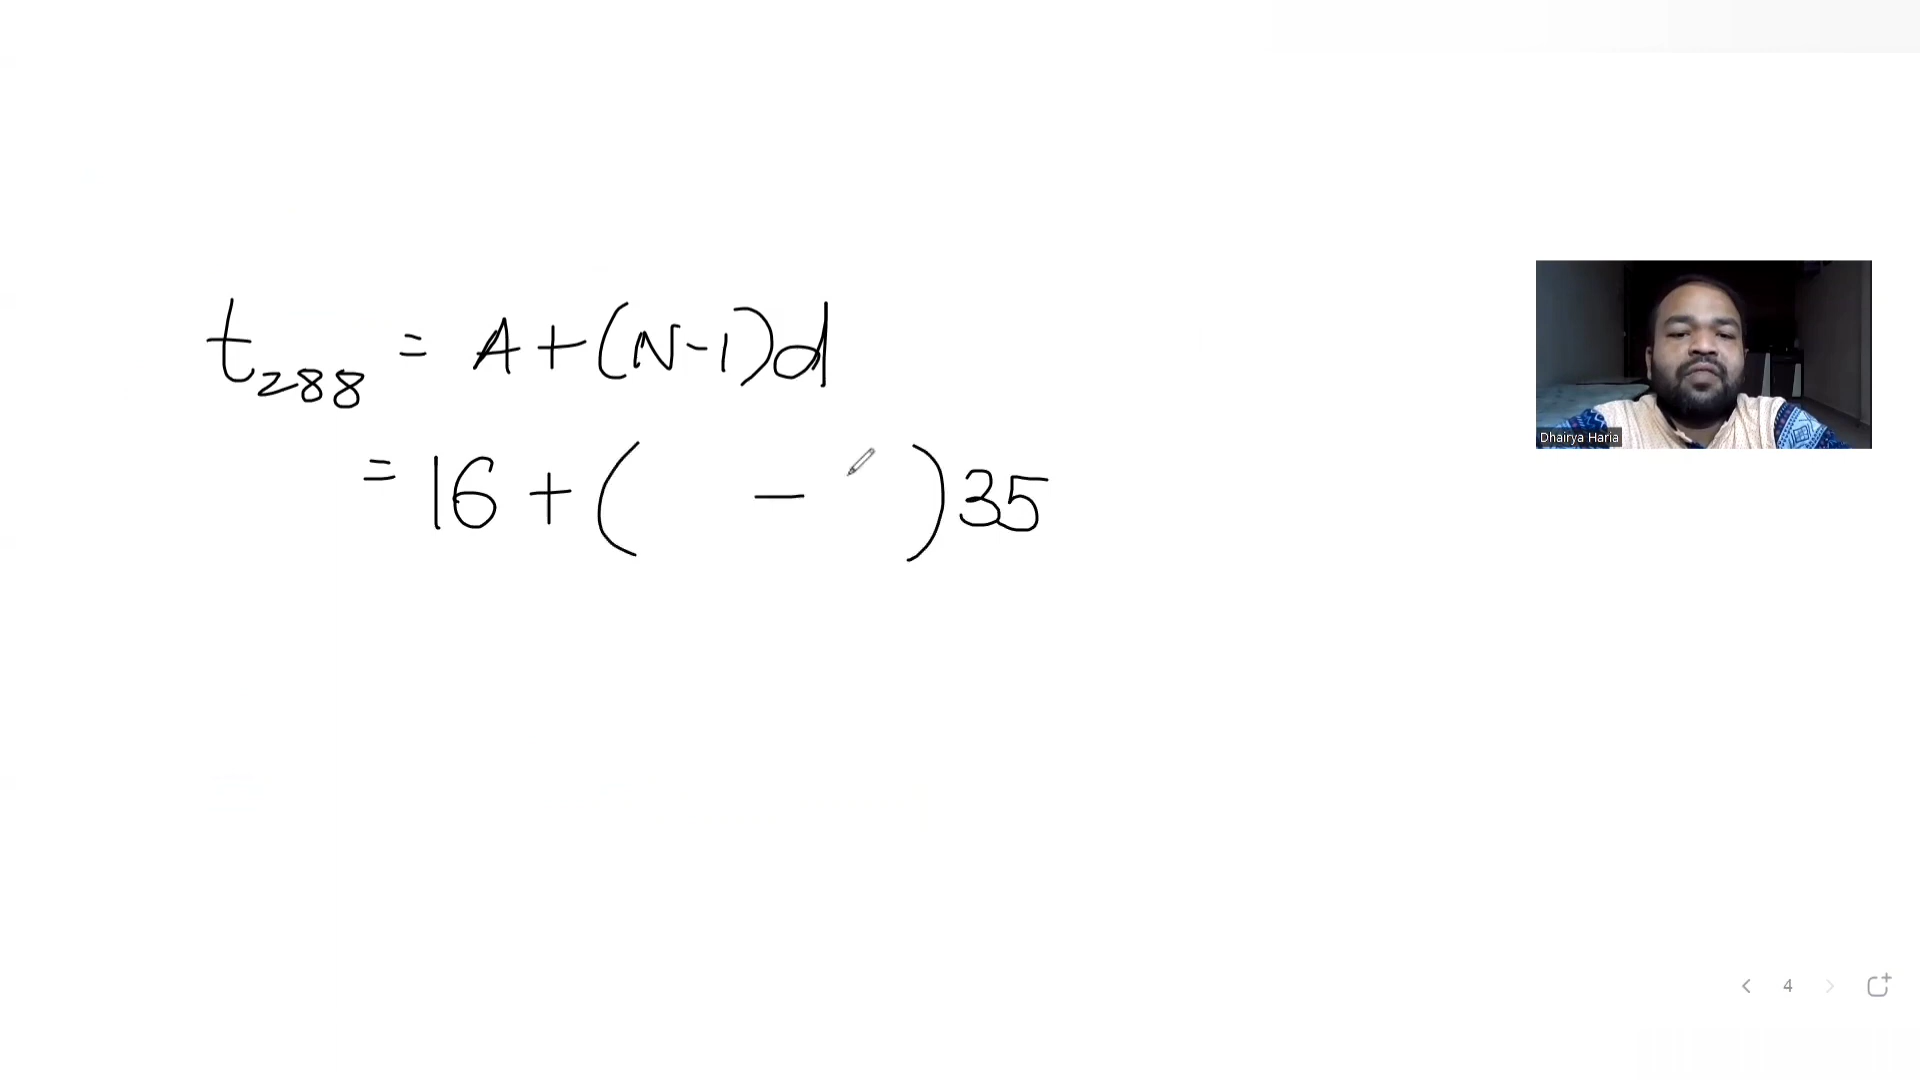 t₂₈₈ = A+(N-1)d
= 16 + ( - )35
Dhairya Haria
4